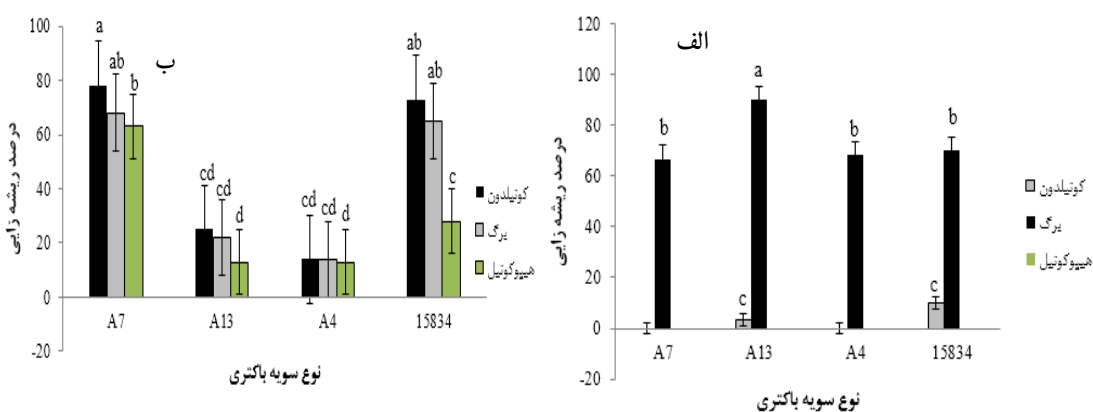 ب
100
80
60
40
20
0
-20
درصد ریشه زایی
a
ab
b
cd
cd
d
cd
cd
d
ab
ab
c
A7
A13
A4
15834
نوع سویه باکتری
کوتیلدون
برگ
هیپوکوتیل
الف
120
100
80
60
40
20
0
-20
درصد ریشه زایی
b
c
a
b
c
b
A7
A13
A4
15834
نوع سویه باکتری
کوتیلدون
برگ
هیپوکوتیل